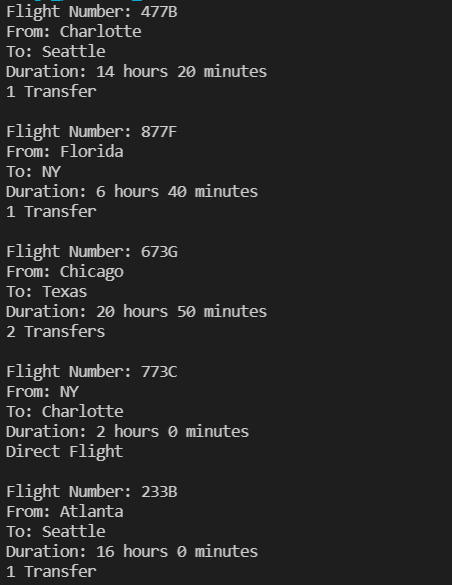 Flight Number: 477B
From: Charlotte
To: Seattle
Duration: 14 hours 20 minutes
1 Transfer
Flight Number: 877F
From: Florida
To: NY
Duration: 6 hours 40 minutes
1 Transfer
Flight Number: 673G
From: Chicago
To: Texas
Duration: 20 hours 50 minutes
2 Transfers
Flight Number: 773C
From: NY
To: Charlotte
Duration: 2 hours 0 minutes
Direct Flight
Flight Number: 233B
From: Atlanta
To: Seattle
Duration: 16 hours 0 minutes
1 Transfer